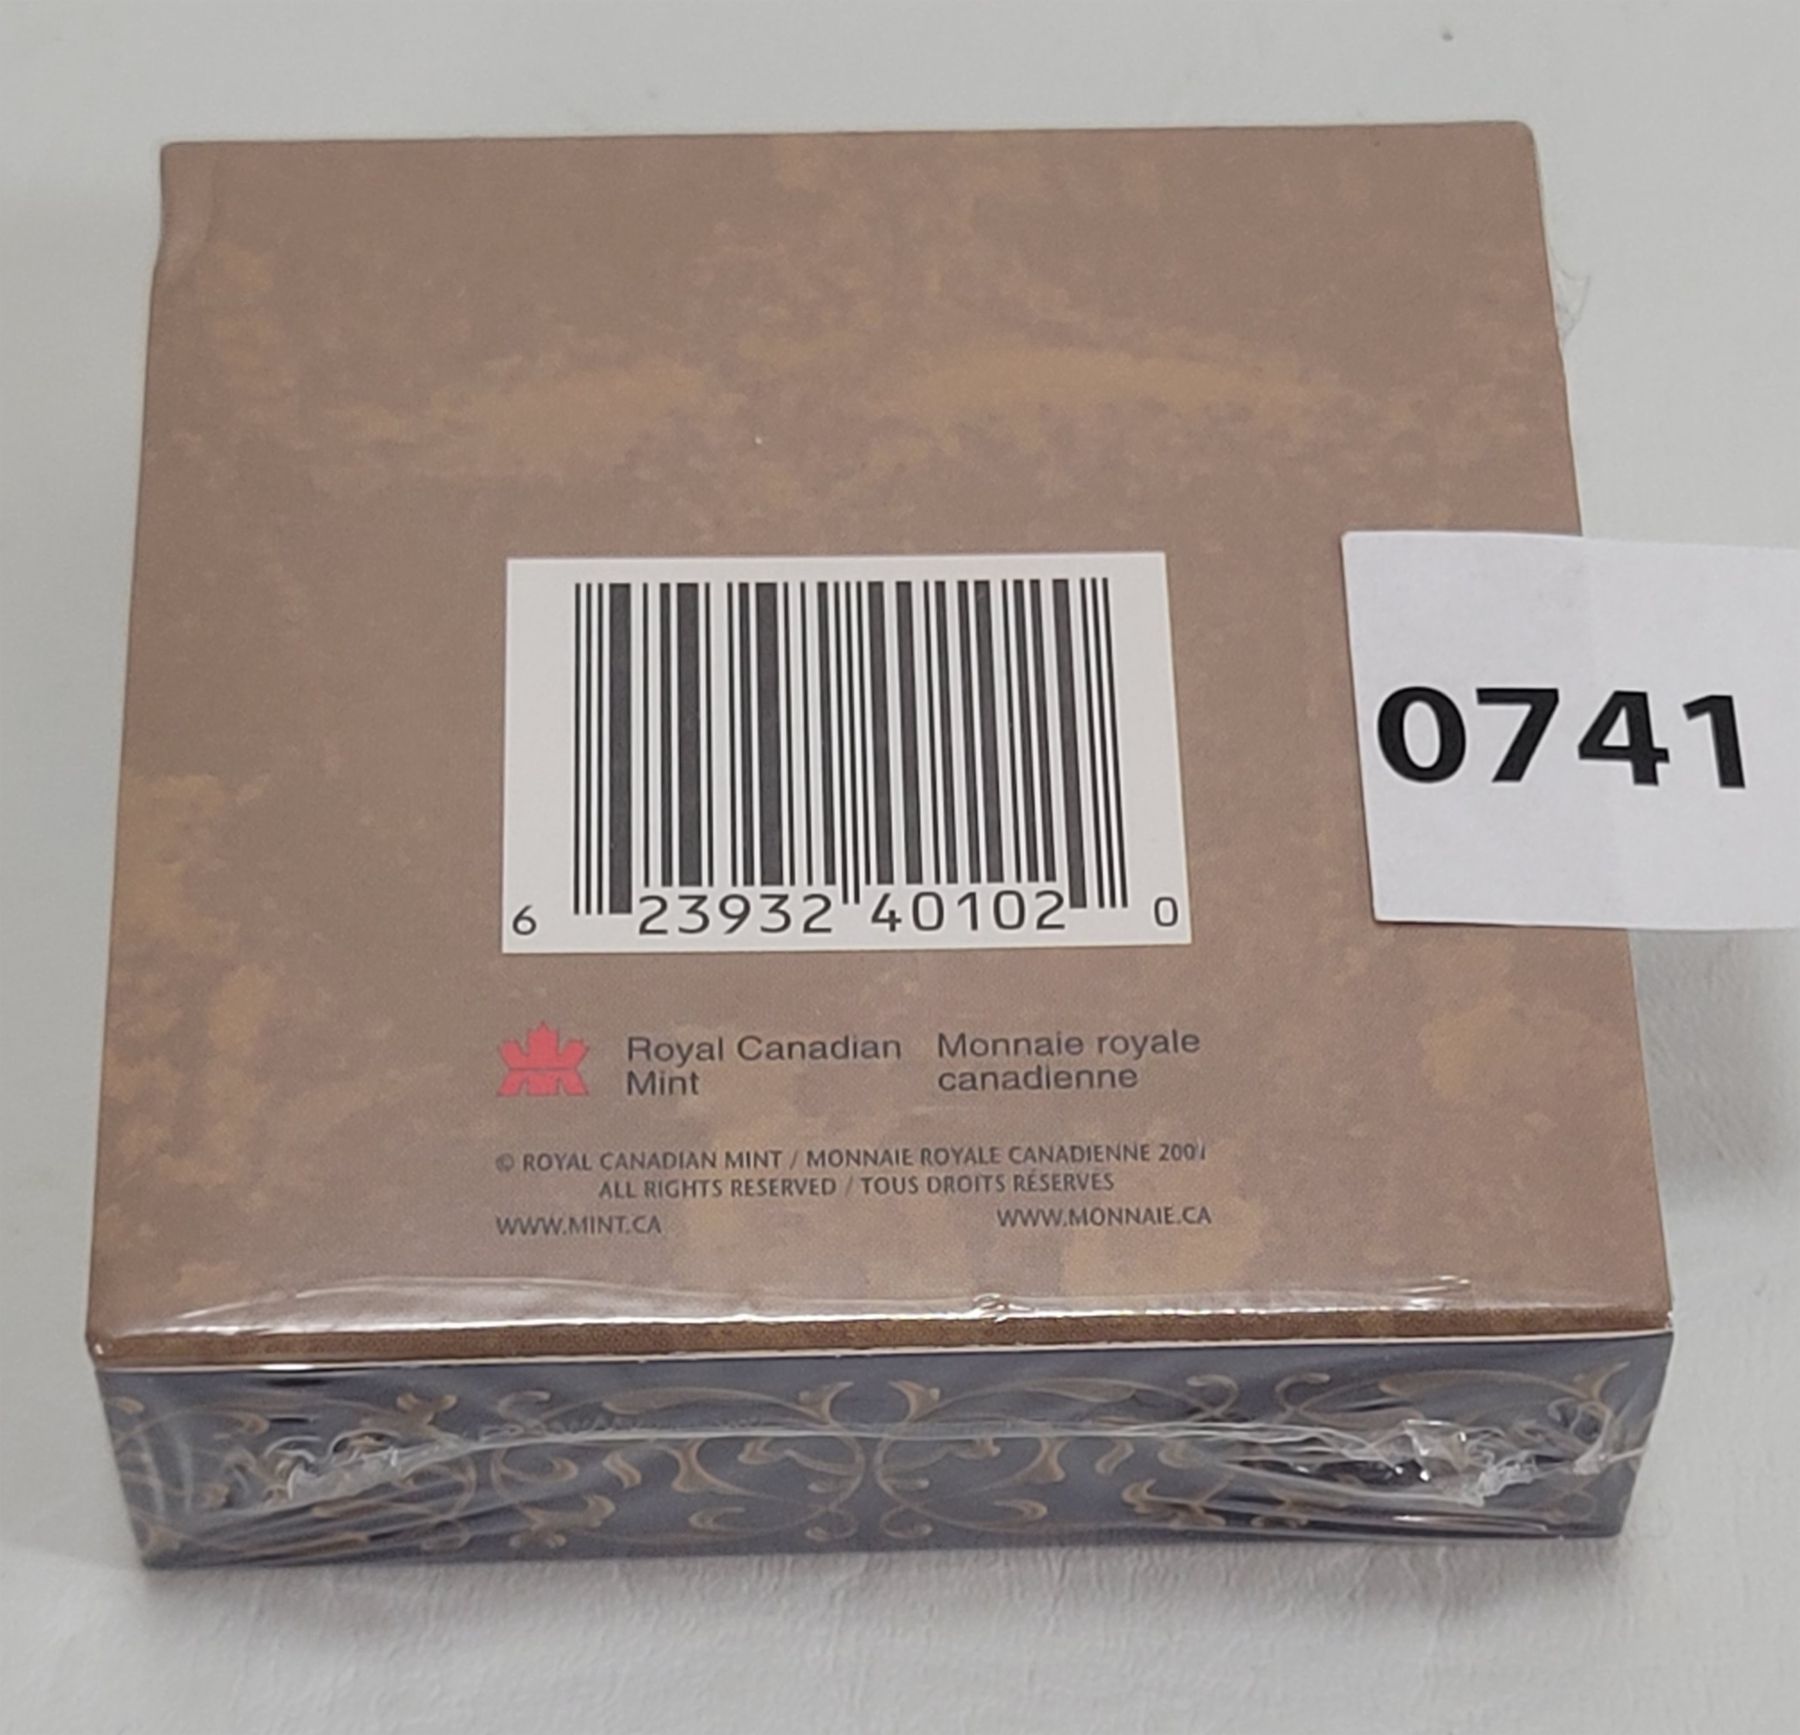 6 23932 40102 0
0741
Royal Canadian Mint
Monnaie royale canadienne
© ROYAL CANADIAN MINT / MONNAIE ROYALE CANADIENNE
ALL RIGHTS RESERVED / TOUS DROITS RÉSERVÉS
WWW.MINT.CA WWW.MONNAIE.CA